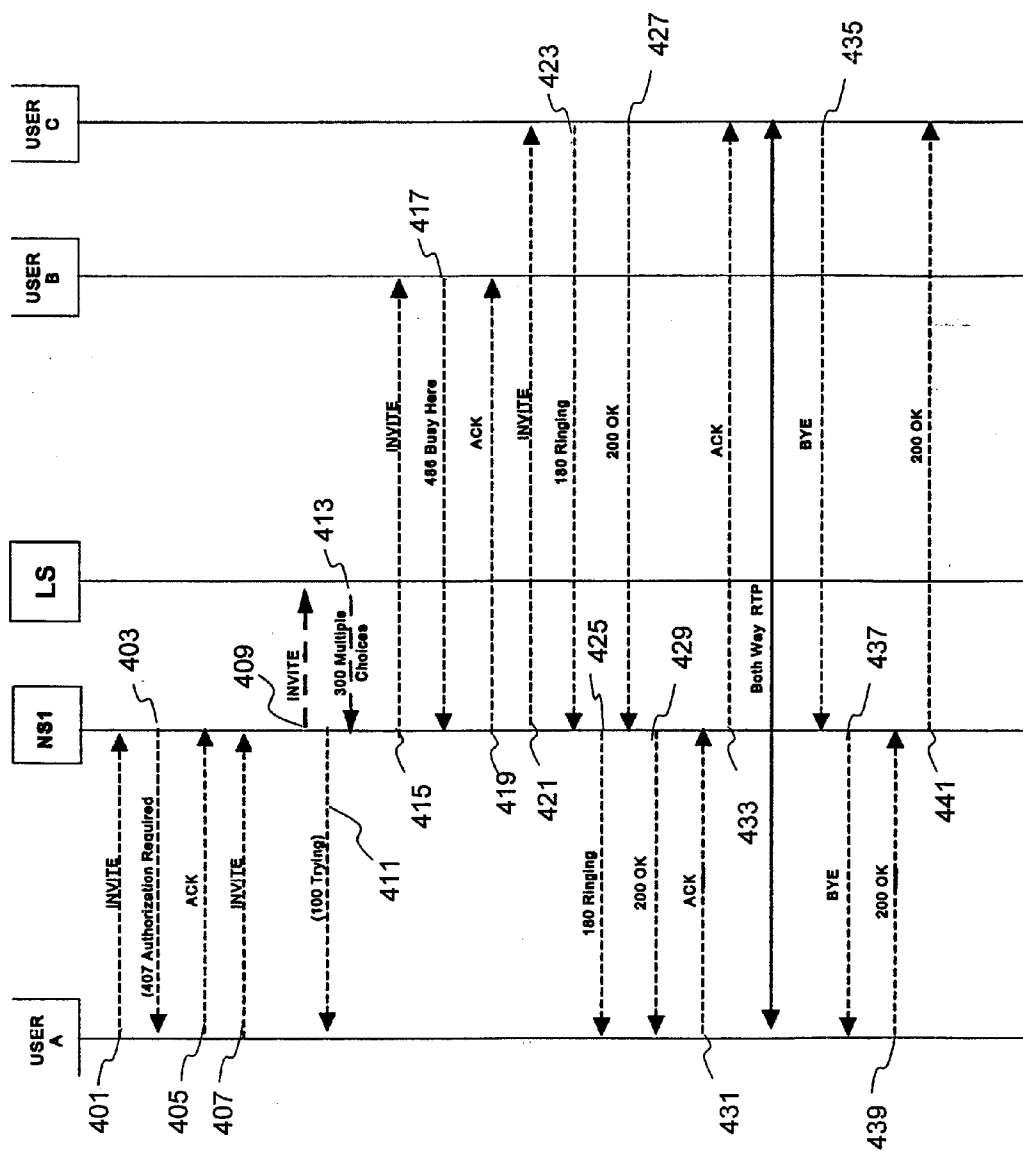 USER
A
NS1
LS
USER
B
USER
C
401
INVITE
403
(407 Authorization Required
405
ACK
407
INVITE
409
INVITE
(100 Trying)
411
413
300 Multiple
Choices
415
INVITE
417
486 Busy Here
419
ACK
421
INVITE
423
180 Ringing
425
180 Ringing
427
200 OK
429
200 OK
431
ACK
433
ACK
Both Way RTP
435
BYE
437
BYE
439
200 OK
441
200 OK